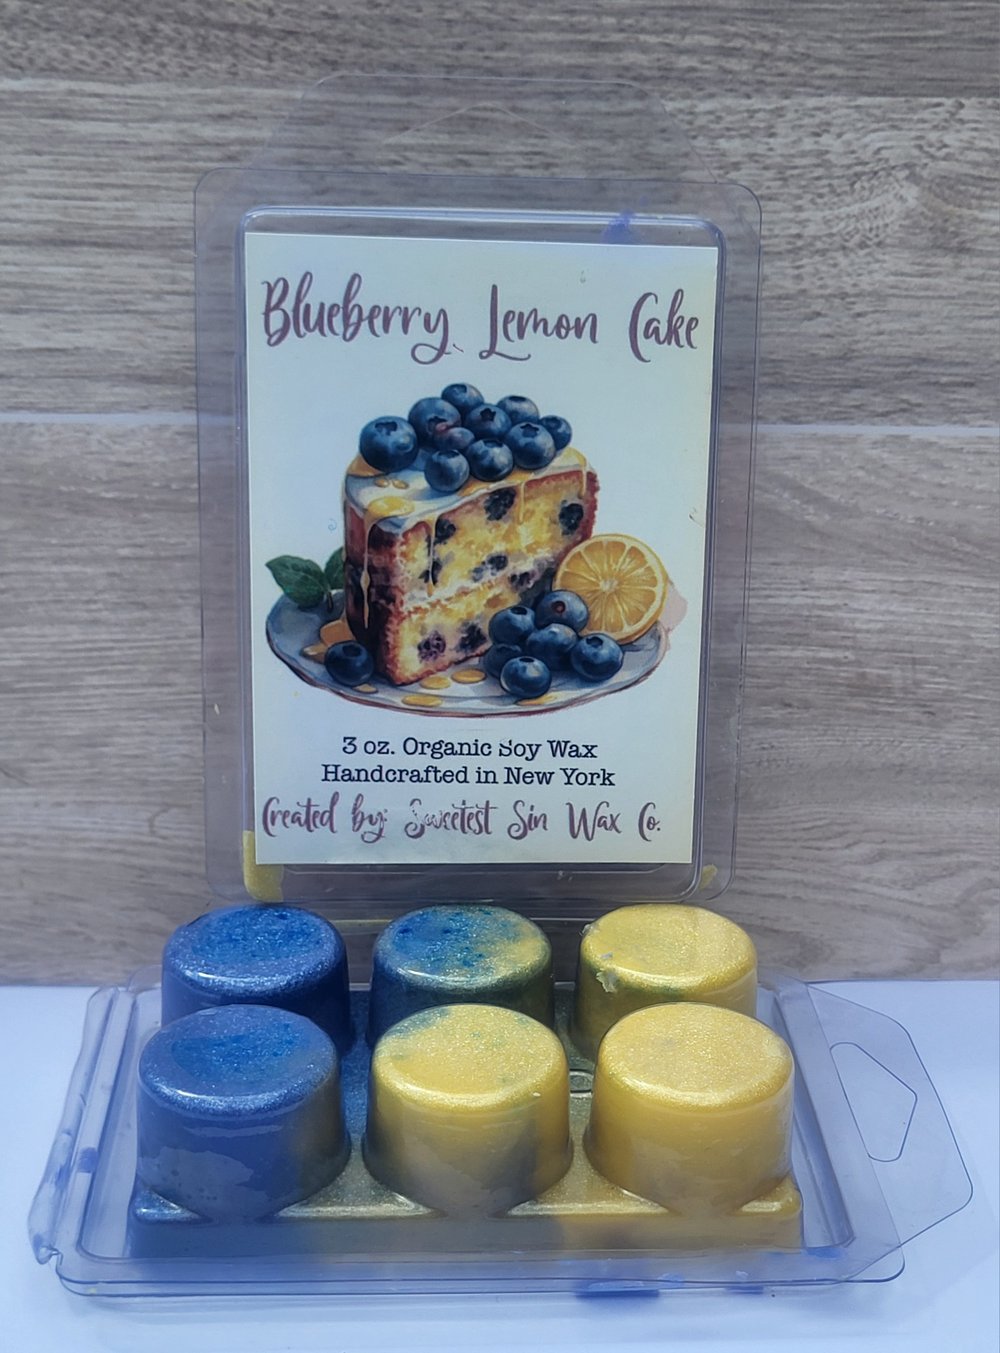 Blueberry Lemon Cake
3 oz. Organic Soy Wax
Handcrafted in New York
Created by: Sweetest Sin Wax Co.